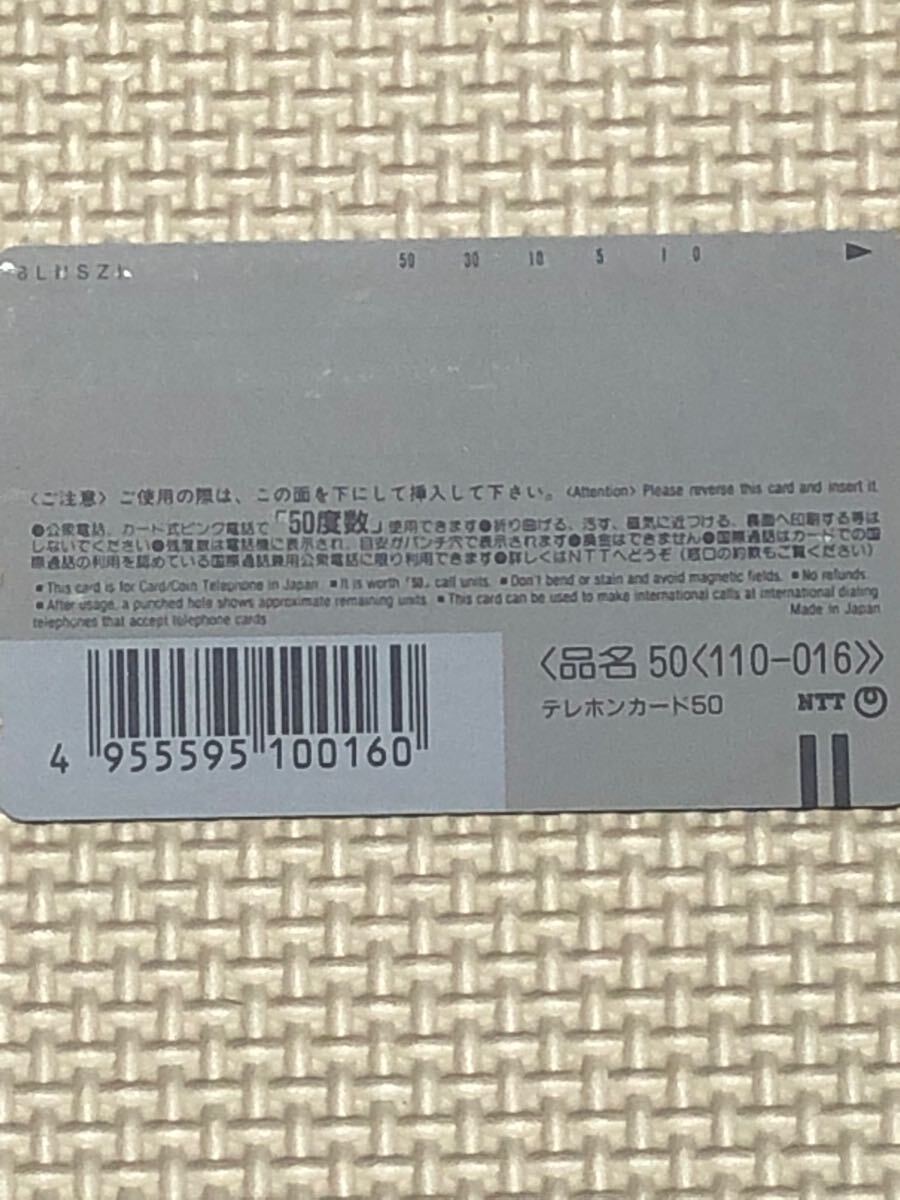 50 30 10 5 1 0
〈ご注意〉ご使用の際は、この面を下にして挿入して下さい。〈Attention〉Please reverse this card and insert it.
●公衆電話、カード式ピンク電話で「50度数」使用できます●折り曲げる、汚す、磁気に近づける、裏面へ印刷する等は
しないでください●残度数は電話機に表示され、目安がパンチ穴で表示されます●換金はできません●国際通話はカードでの国
際通話の利用を認めている国際通話兼用公衆電話に限り利用できます●詳しくはNTTへどうぞ（窓口の約款もご覧ください）
■This card is for Card/Coin Telephone in Japan. ■It is worth「50」call units. ■Don't bend or stain and avoid magnetic fields. ■No refunds.
■After usage, a punched hole shows approximate remaining units. ■This card can be used to make international calls at international dialing
telephones that accept telephone cards. Made in Japan
〈品名 50〈110-016〉〉
テレホンカード50 NTT
4 955595 100160